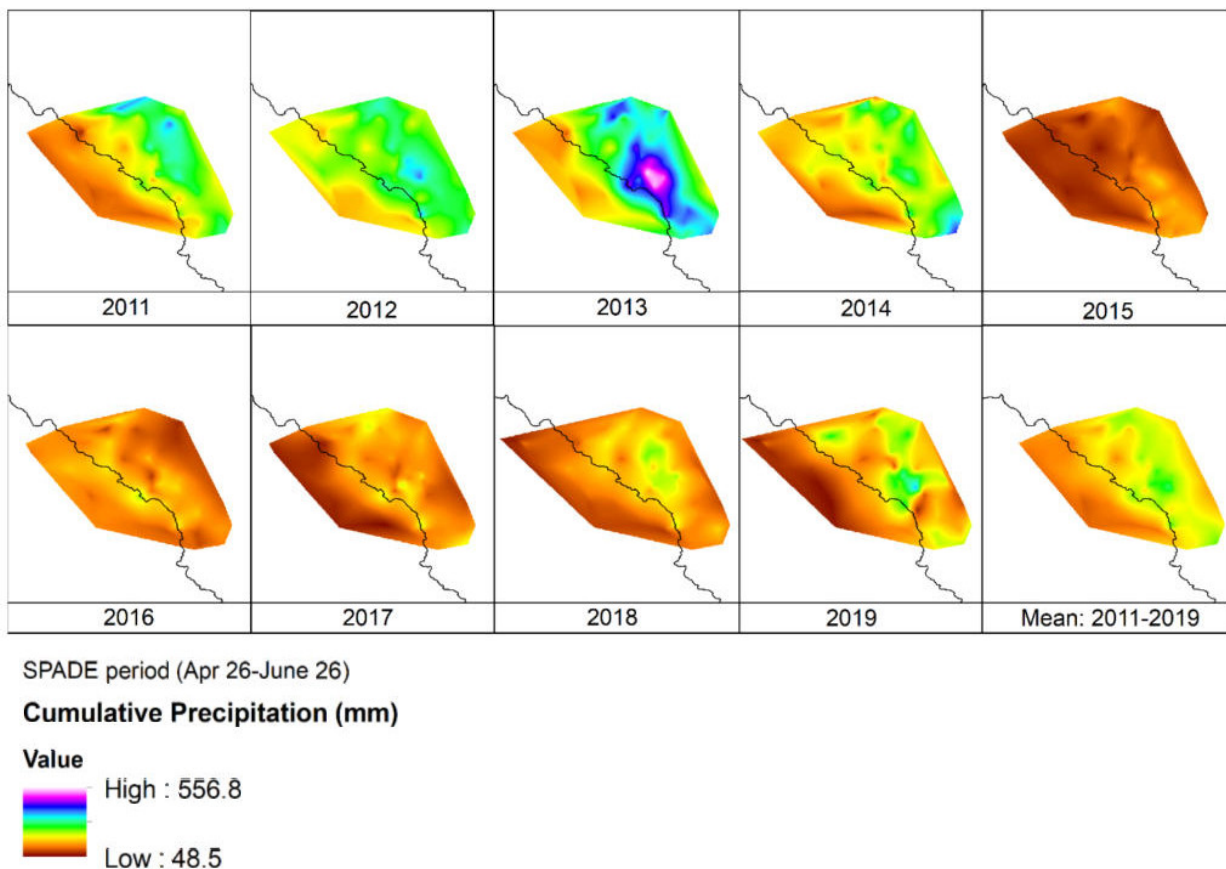 2011
2012
2013
2014
2015
2016
2017
2018
2019
Mean: 2011-2019
SPADE period (Apr 26-June 26)
Cumulative Precipitation (mm)
Value
High : 556.8
Low : 48.5